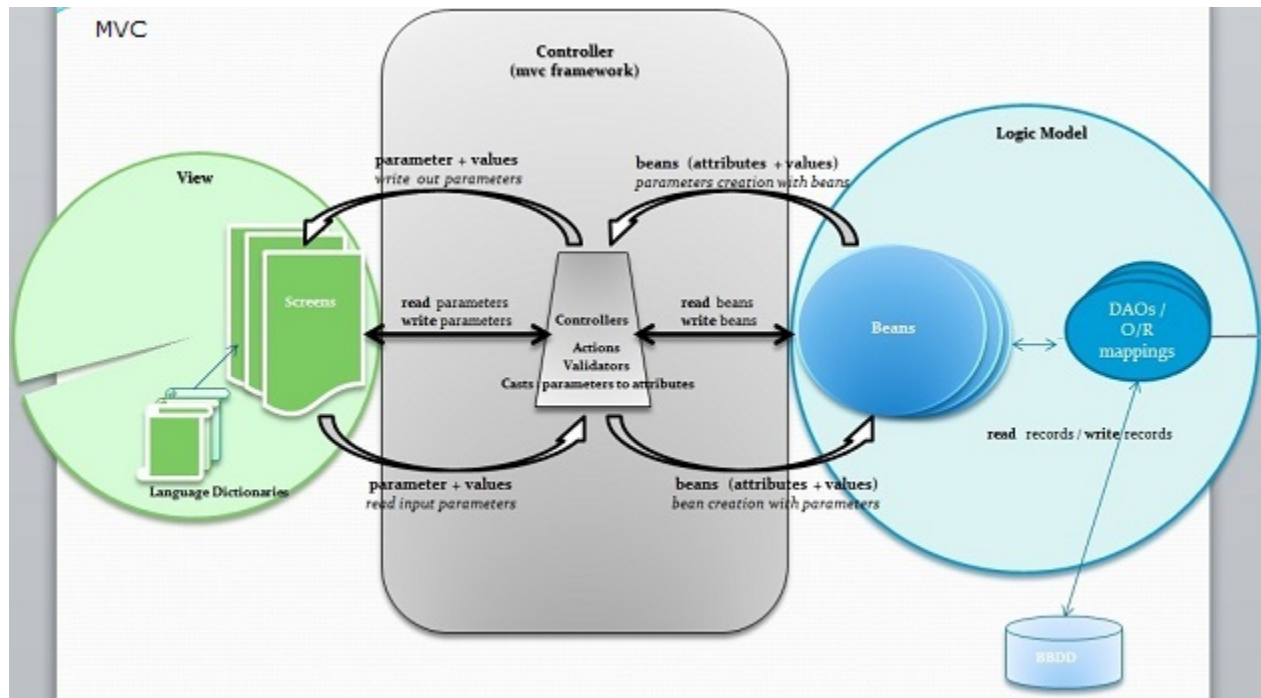 MVC
Controller
(mvc framework)
Logic Model
View
parameter + values
write out parameters
beans (attributes + values)
parameters creation with beans
Screens
read parameters
write parameters
Controllers
Actions
Validators
Casts parameters to attributes
read beans
write beans
Beans
DAOs /
O/R
mappings
read records / write records
Language Dictionaries
parameter + values
read input parameters
beans (attributes + values)
bean creation with parameters
BBDD